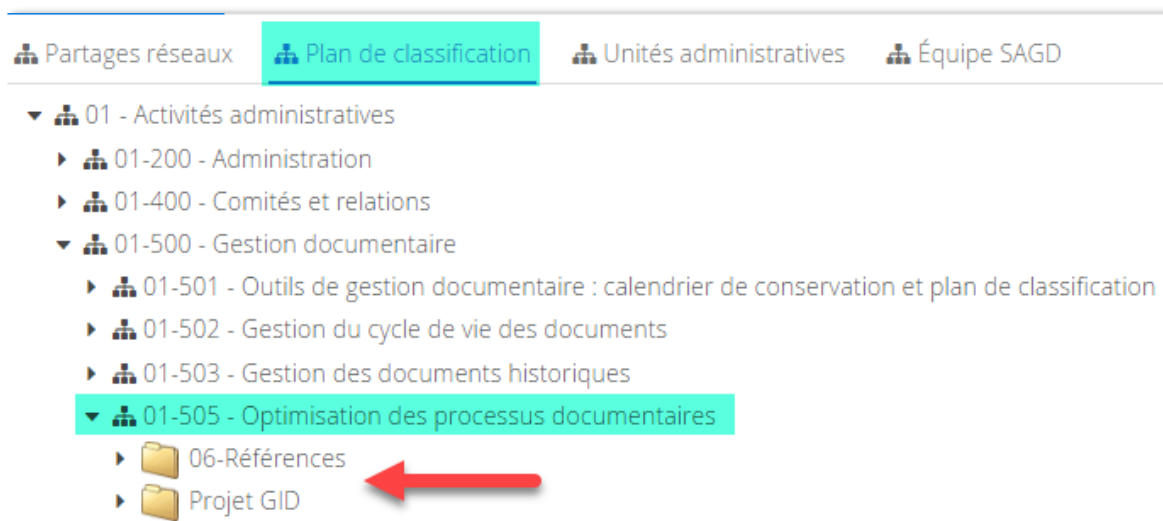 Partages réseaux Plan de classification Unités administratives Équipe SAGD
01 - Activités administratives
01-200 - Administration
01-400 - Comités et relations
01-500 - Gestion documentaire
01-501 - Outils de gestion documentaire : calendrier de conservation et plan de classification
01-502 - Gestion du cycle de vie des documents
01-503 - Gestion des documents historiques
01-505 - Optimisation des processus documentaires
06-Références
Projet GID